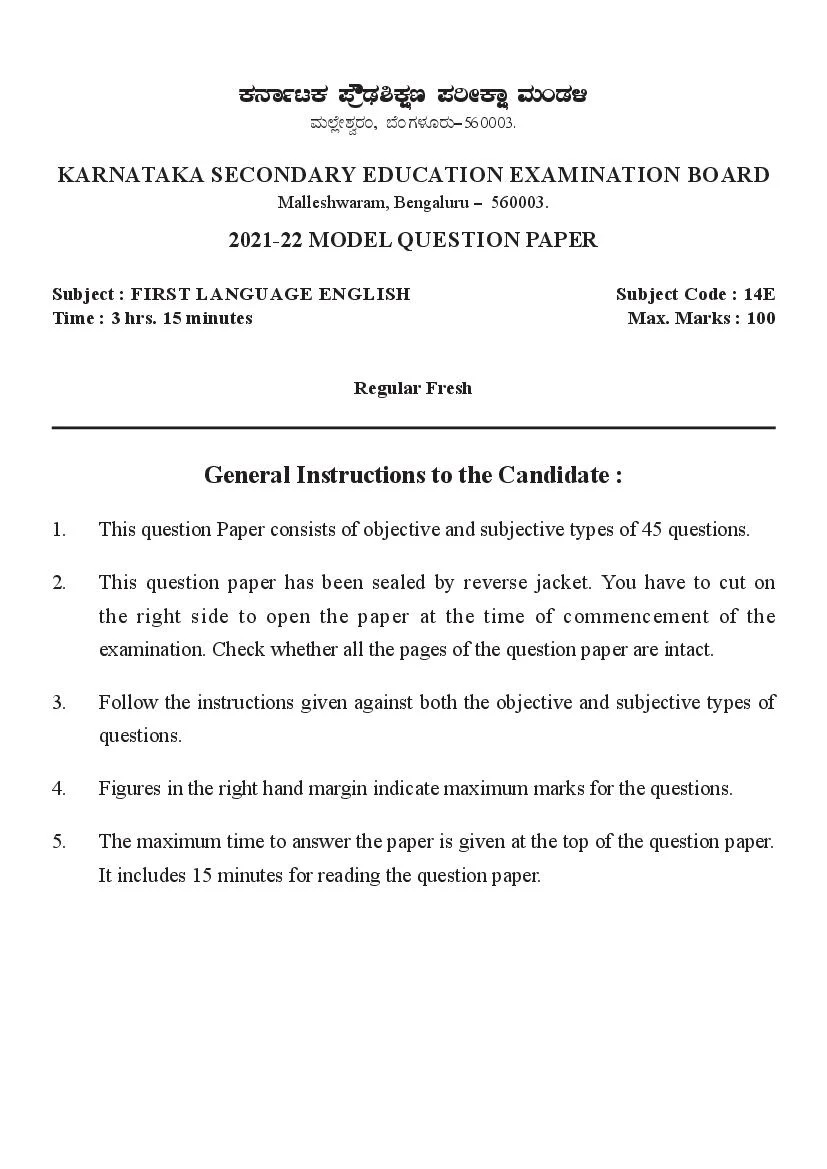 ಕರ್ನಾಟಕ ಪ್ರೌಢಶಿಕ್ಷಣ ಪರೀಕ್ಷಾ ಮಂಡಳಿ
ಮಲ್ಲೇಶ್ವರಂ, ಬೆಂಗಳೂರು–560003.
KARNATAKA SECONDARY EDUCATION EXAMINATION BOARD
Malleshwaram, Bengaluru – 560003.
2021-22 MODEL QUESTION PAPER
Subject : FIRST LANGUAGE ENGLISH Subject Code : 14E
Time : 3 hrs. 15 minutes Max. Marks : 100
Regular Fresh
General Instructions to the Candidate :
1. This question Paper consists of objective and subjective types of 45 questions.
2. This question paper has been sealed by reverse jacket. You have to cut on
the right side to open the paper at the time of commencement of the
examination. Check whether all the pages of the question paper are intact.
3. Follow the instructions given against both the objective and subjective types of
questions.
4. Figures in the right hand margin indicate maximum marks for the questions.
5. The maximum time to answer the paper is given at the top of the question paper.
It includes 15 minutes for reading the question paper.